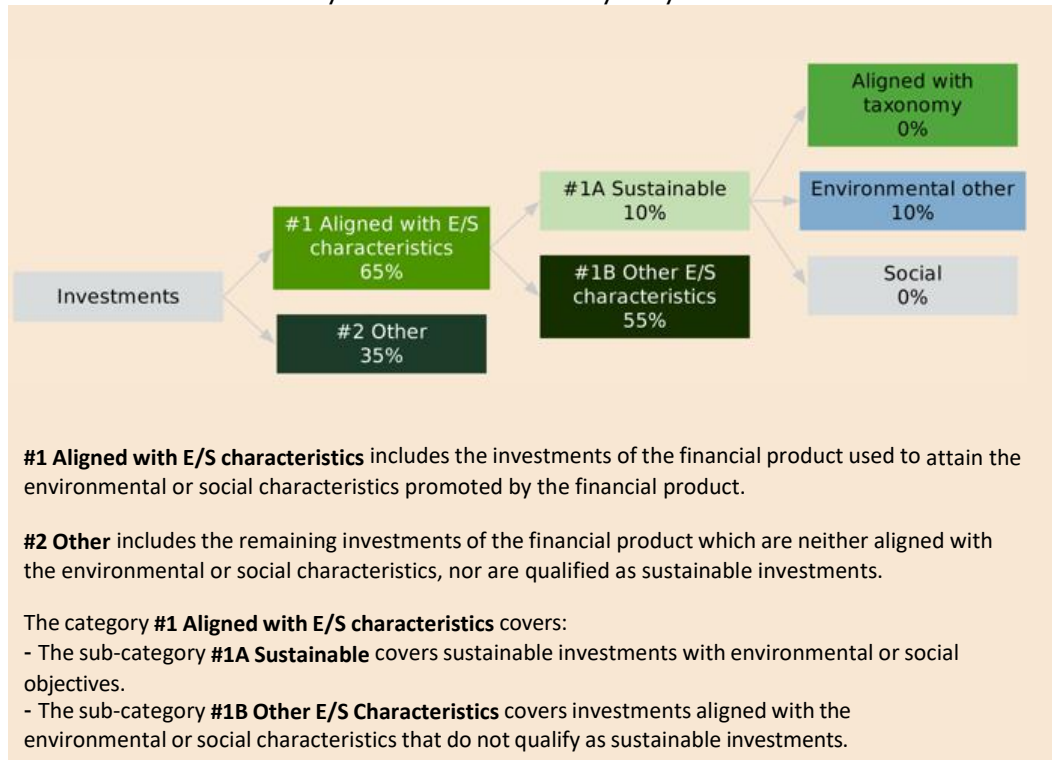 Aligned with
taxonomy
0%
#1A Sustainable
10%
Environmental other
10%
#1 Aligned with E/S
characteristics
65%
#1B Other E/S
characteristics
55%
Social
0%
Investments
#2 Other
35%
#1 Aligned with E/S characteristics includes the investments of the financial product used to attain the
environmental or social characteristics promoted by the financial product.
#2 Other includes the remaining investments of the financial product which are neither aligned with
the environmental or social characteristics, nor are qualified as sustainable investments.
The category #1 Aligned with E/S characteristics covers:
- The sub-category #1A Sustainable covers sustainable investments with environmental or social
objectives.
- The sub-category #1B Other E/S Characteristics covers investments aligned with the
environmental or social characteristics that do not qualify as sustainable investments.